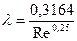 λ = 0,3164 / Re^0,25